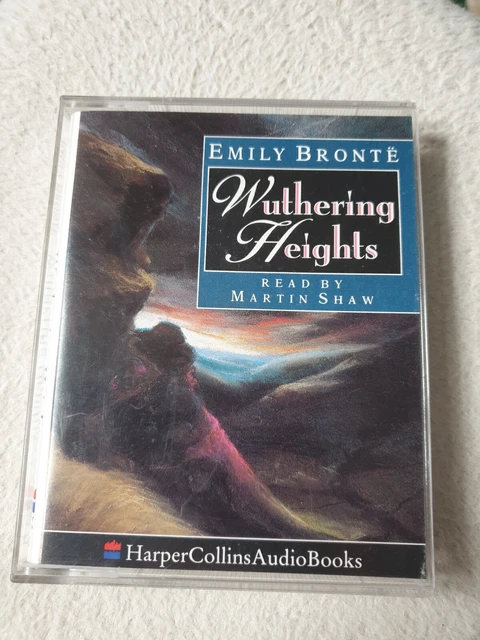 EMILY BRONTË
Wuthering
Heights
READ BY
MARTIN SHAW
HarperCollinsAudioBooks